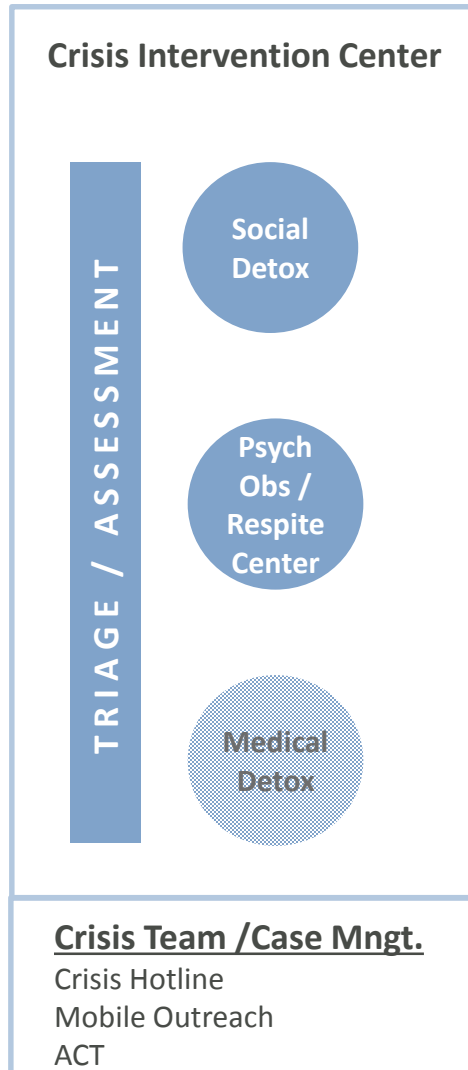 Crisis Intervention Center
TRIAGE / ASSESSMENT
Social
Detox
Psych
Obs /
Respite
Center
Medical
Detox
Crisis Team /Case Mngt.
Crisis Hotline
Mobile Outreach
ACT